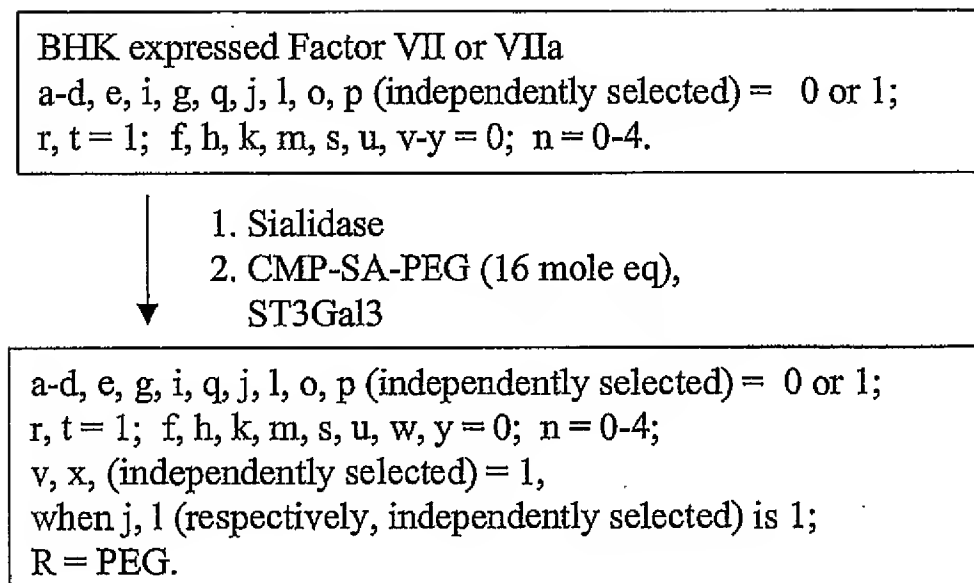 BHK expressed Factor VII or VIIa
a-d, e, i, g, q, j, l, o, p (independently selected) = 0 or 1;
r, t = 1; f, h, k, m, s, u, v-y = 0; n = 0-4.
1. Sialidase
2. CMP-SA-PEG (16 mole eq),
ST3Gal3
a-d, e, g, i, q, j, l, o, p (independently selected) = 0 or 1;
r, t = 1; f, h, k, m, s, u, w, y = 0; n = 0-4;
v, x, (independently selected) = 1,
when j, l (respectively, independently selected) is 1;
R = PEG.